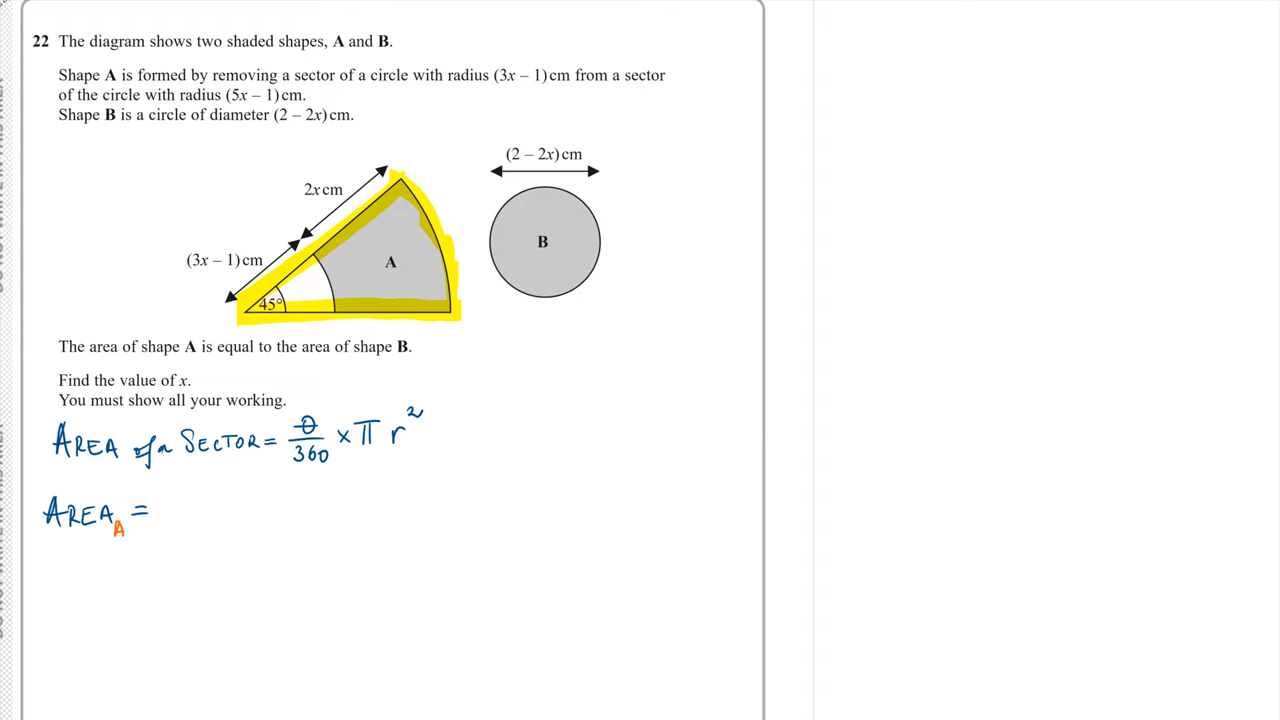 22 The diagram shows two shaded shapes, A and B.
Shape A is formed by removing a sector of a circle with radius (3x – 1) cm from a sector
of the circle with radius (5x – 1) cm.
Shape B is a circle of diameter (2 – 2x) cm.
(2 – 2x) cm
2x cm
(3x – 1) cm
A
B
45°
The area of shape A is equal to the area of shape B.
Find the value of x.
You must show all your working.
AREA of a SECTOR = θ/360 × π r²
AREA_A =